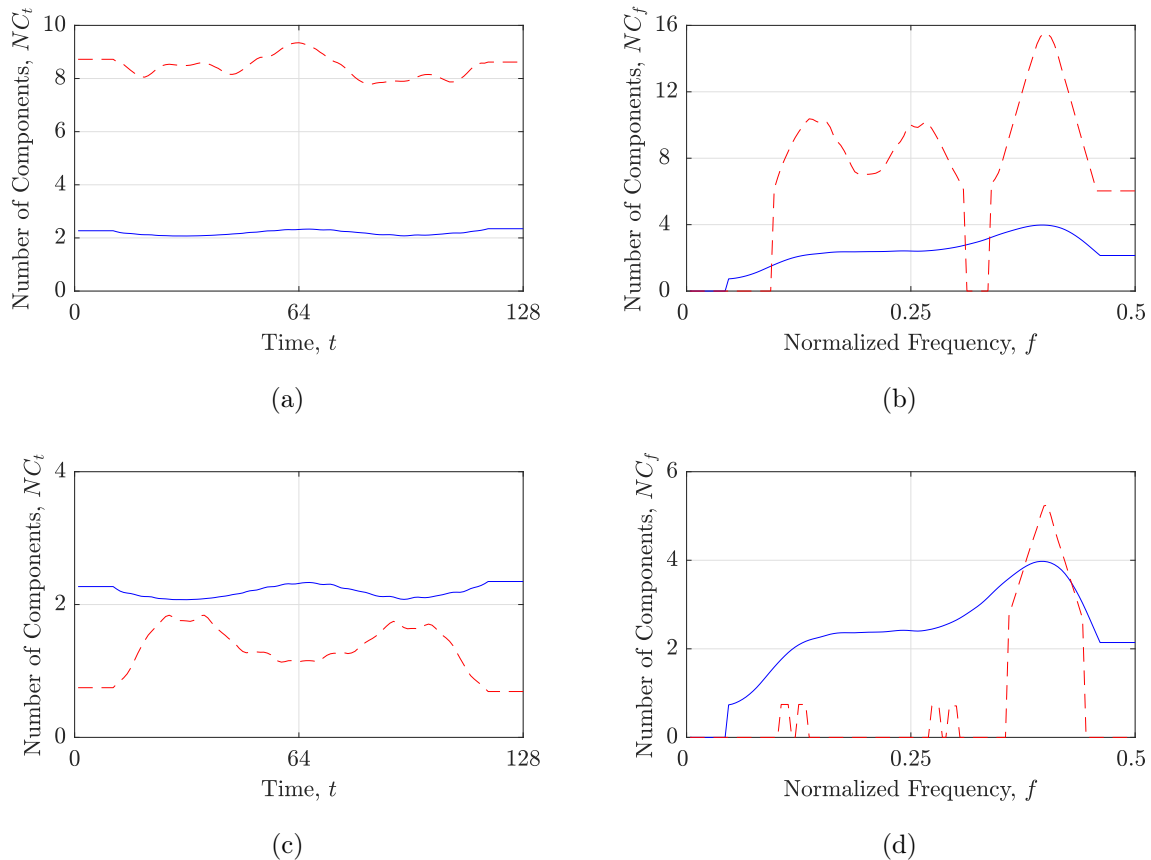 10
8
6
4
2
0
0
64
128
Number of Components, NC_t
Time, t
(a)
16
12
8
4
0
0
0.25
0.5
Number of Components, NC_f
Normalized Frequency, f
(b)
4
2
0
0
64
128
Number of Components, NC_t
Time, t
(c)
6
4
2
0
0
0.25
0.5
Number of Components, NC_f
Normalized Frequency, f
(d)